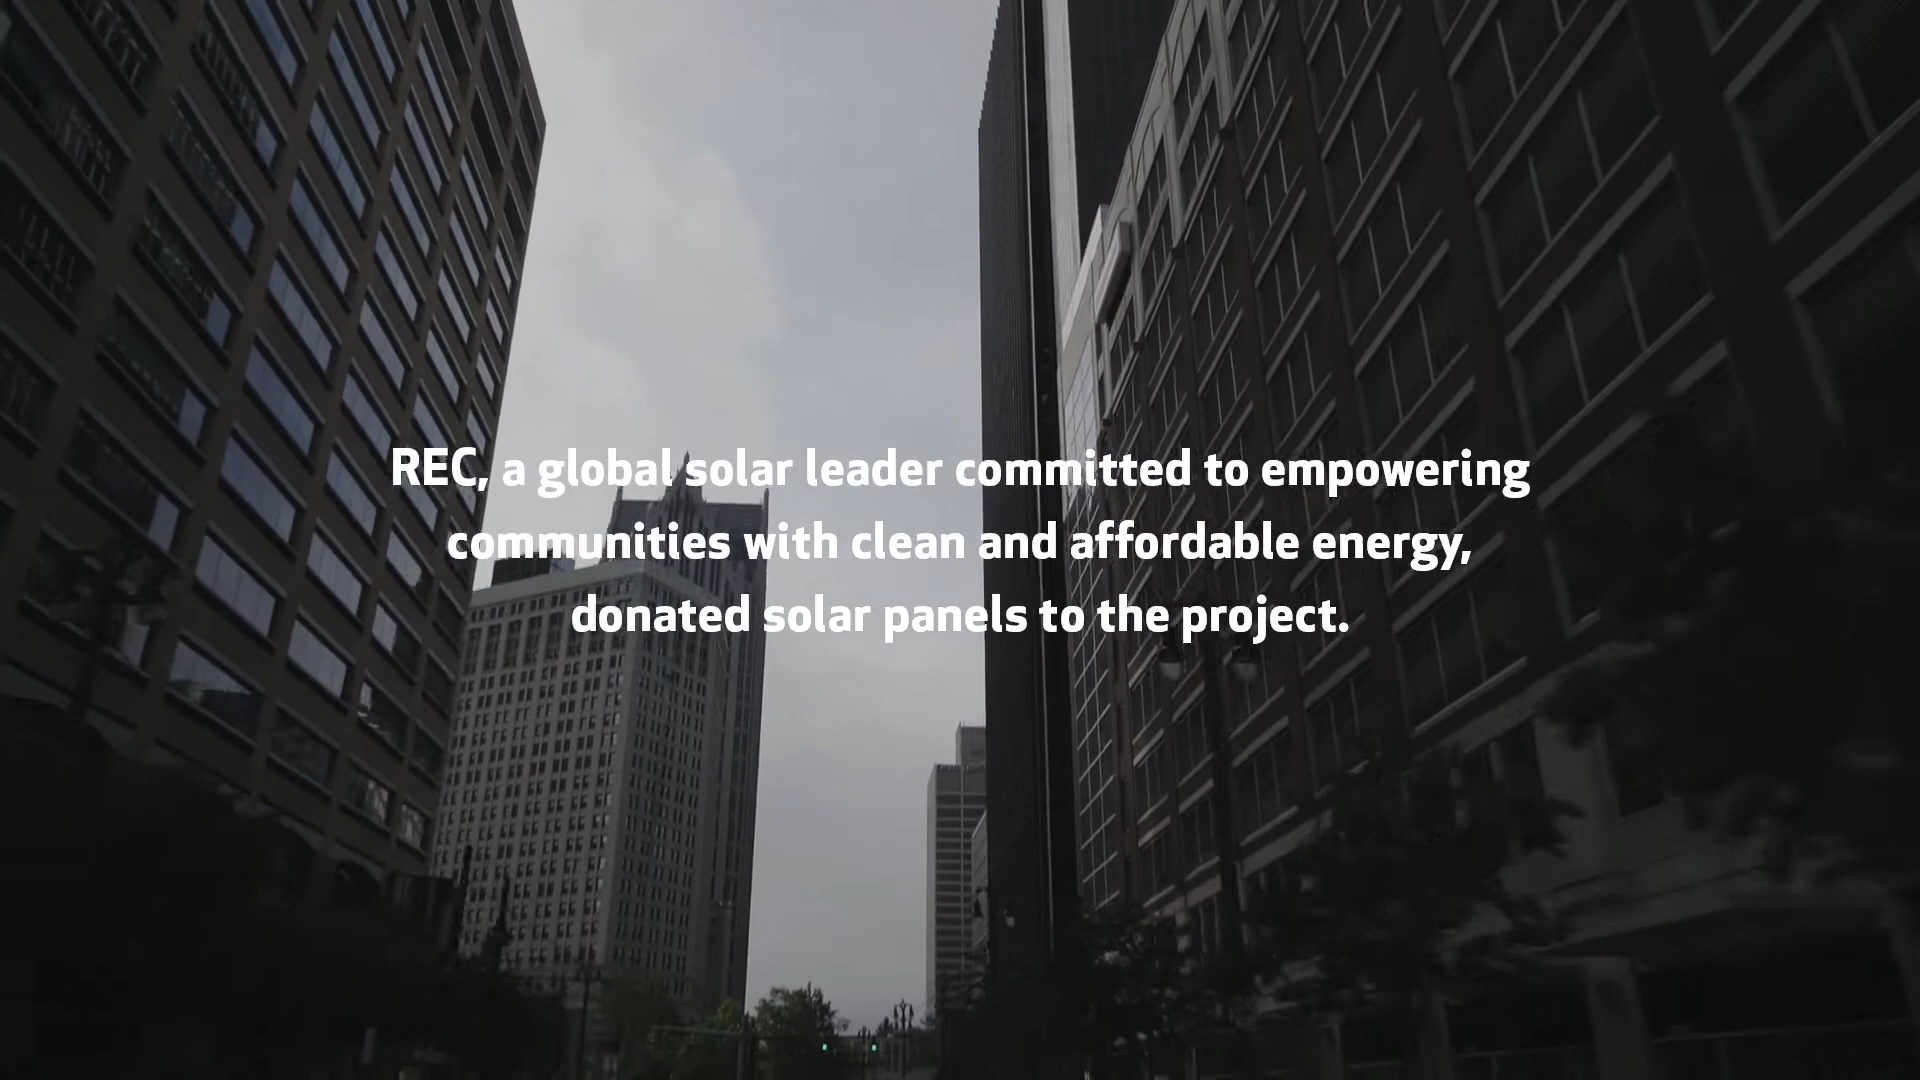 REC, a global solar leader committed to empowering
communities with clean and affordable energy,
donated solar panels to the project.